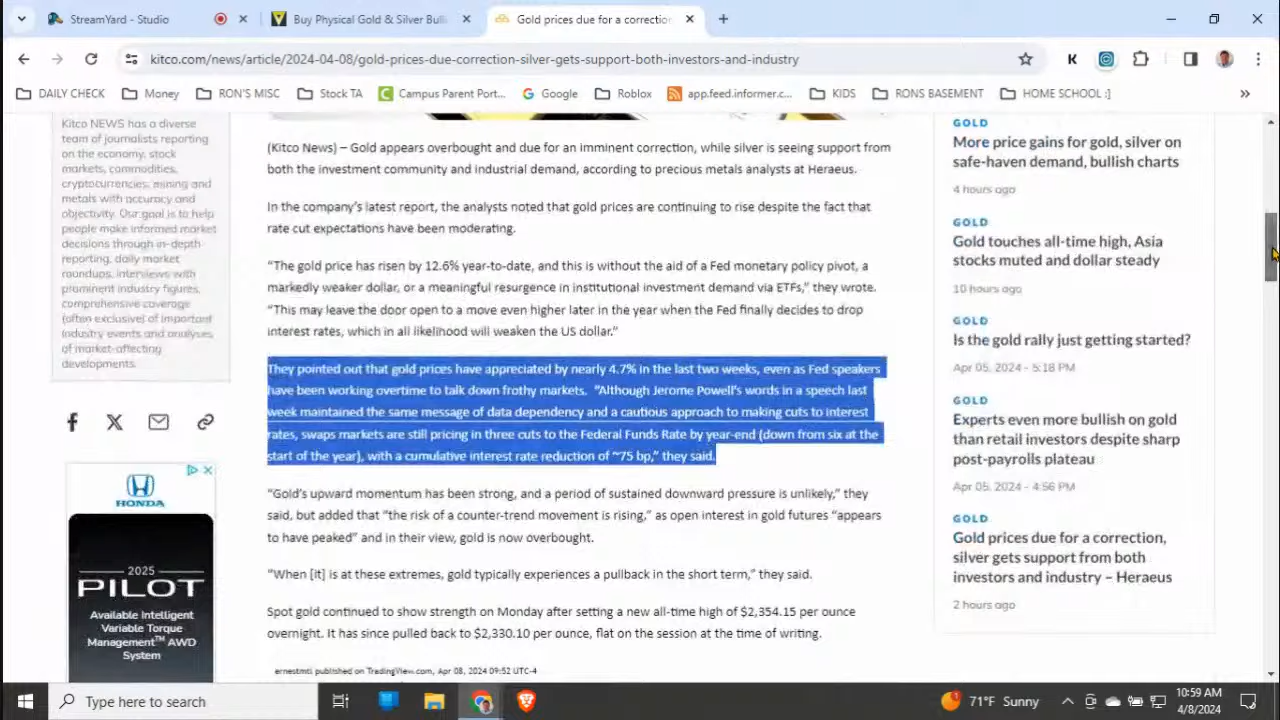 StreamYard - Studio
Buy Physical Gold & Silver Bulli
Gold prices due for a correction
kitco.com/news/article/2024-04-08/gold-prices-due-correction-silver-gets-support-both-investors-and-industry
DAILY CHECK
Money
RON'S MISC
Stock TA
Campus Parent Port...
Google
Roblox
app.feed.informer.c...
KIDS
RONS BASEMENT
HOME SCHOOL :]
Kitco NEWS has a diverse
team of journalists reporting
on the economy, stock
markets, commodities,
cryptocurrencies, mining and
metals with accuracy and
objectivity. Our goal is to help
people make informed market
decisions through in-depth
reporting, daily market
roundups, interviews with
prominent industry figures,
comprehensive coverage
(often exclusive) of important
industry events and analyses
of market-affecting
developments.
HONDA
2025
PILOT
Available Intelligent
Variable Torque
Management™ AWD
System
(Kitco News) – Gold appears overbought and due for an imminent correction, while silver is seeing support from
both the investment community and industrial demand, according to precious metals analysts at Heraeus.
In the company's latest report, the analysts noted that gold prices are continuing to rise despite the fact that
rate cut expectations have been moderating.
“The gold price has risen by 12.6% year-to-date, and this is without the aid of a Fed monetary policy pivot, a
markedly weaker dollar, or a meaningful resurgence in institutional investment demand via ETFs,” they wrote.
“This may leave the door open to a move even higher later in the year when the Fed finally decides to drop
interest rates, which in all likelihood will weaken the US dollar.”
They pointed out that gold prices have appreciated by nearly 4.7% in the last two weeks, even as Fed speakers
have been working overtime to talk down frothy markets. “Although Jerome Powell's words in a speech last
week maintained the same message of data dependency and a cautious approach to making cuts to interest
rates, swaps markets are still pricing in three cuts to the Federal Funds Rate by year-end (down from six at the
start of the year), with a cumulative interest rate reduction of ~75 bp,” they said.
“Gold's upward momentum has been strong, and a period of sustained downward pressure is unlikely,” they
said, but added that “the risk of a counter-trend movement is rising,” as open interest in gold futures “appears
to have peaked” and in their view, gold is now overbought.
“When [it] is at these extremes, gold typically experiences a pullback in the short term,” they said.
Spot gold continued to show strength on Monday after setting a new all-time high of $2,354.15 per ounce
overnight. It has since pulled back to $2,330.10 per ounce, flat on the session at the time of writing.
ernestmti published on TradingView.com, Apr 08, 2024 09:52 UTC-4
GOLD
More price gains for gold, silver on
safe-haven demand, bullish charts
4 hours ago
GOLD
Gold touches all-time high, Asia
stocks muted and dollar steady
10 hours ago
GOLD
Is the gold rally just getting started?
Apr 05, 2024 - 5:18 PM
GOLD
Experts even more bullish on gold
than retail investors despite sharp
post-payrolls plateau
Apr 05, 2024 - 4:56 PM
GOLD
Gold prices due for a correction,
silver gets support from both
investors and industry – Heraeus
2 hours ago
Type here to search
71°F Sunny
10:59 AM
4/8/2024